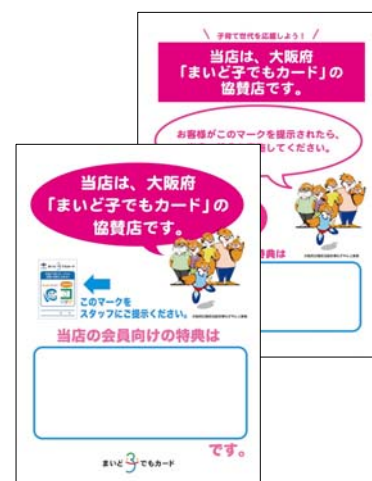 子育て世代を応援しよう！
当店は、大阪府
「まいど子でもカード」の
協賛店です。
お客様がこのマークを提示されたら、
してください。
特典は
当店は、大阪府
「まいど子でもカード」の
協賛店です。
このマークを
スタッフにご提示ください。
当店の会員向けの特典は
です。
まいど子でもカード